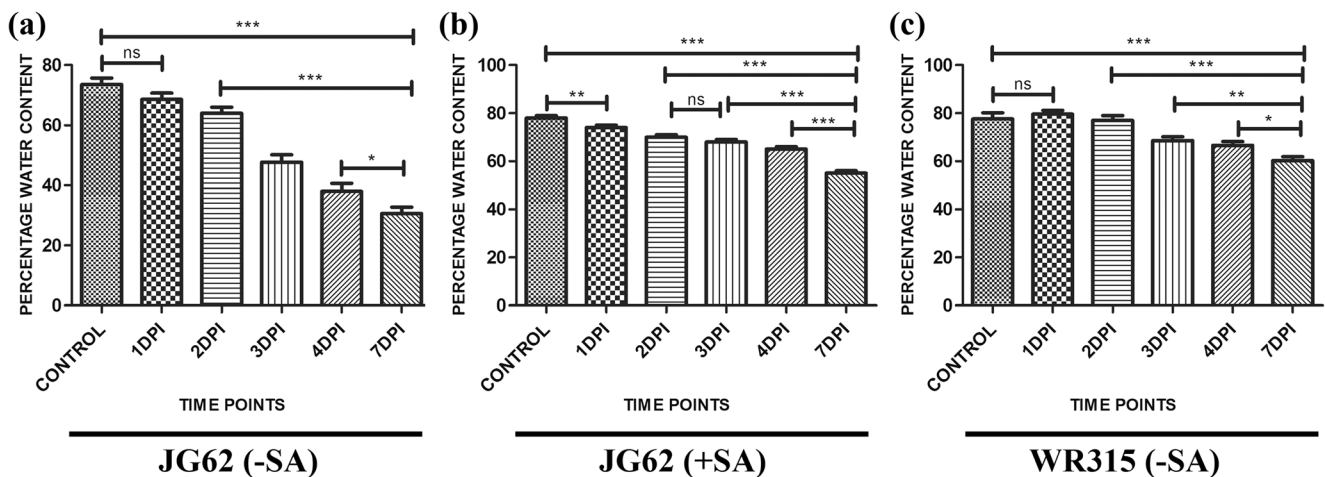 (a)
***
ns
***
*
PERCENTAGE WATER CONTENT
80
60
40
20
0
CONTROL
1DPI
2DPI
3DPI
4DPI
7DPI
TIME POINTS
JG62 (-SA)
(b)
***
***
**
ns
***
***
PERCENTAGE WATER CONTENT
100
80
60
40
20
0
CONTROL
1DPI
2DPI
3DPI
4DPI
7DPI
TIME POINTS
JG62 (+SA)
(c)
***
***
ns
**
*
PERCENTAGE WATER CONTENT
100
80
60
40
20
0
CONTROL
1DPI
2DPI
3DPI
4DPI
7DPI
TIME POINTS
WR315 (-SA)